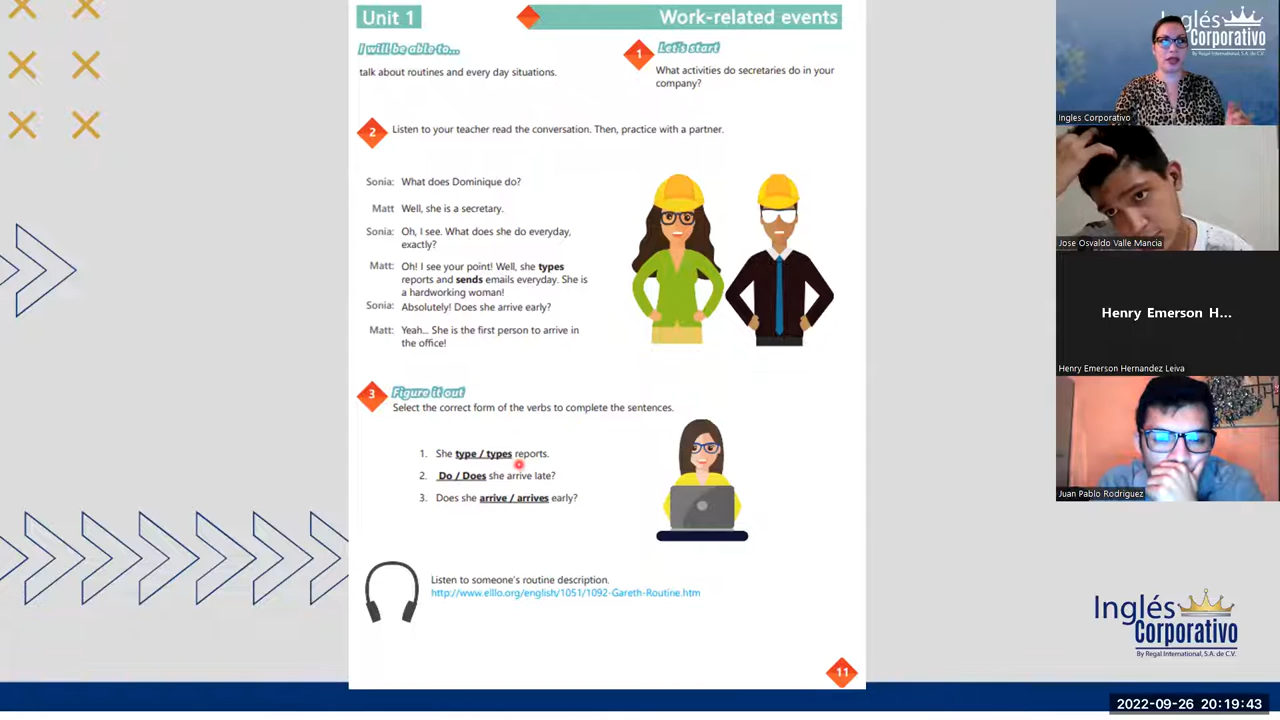 Unit 1
Work-related events
I will be able to...
talk about routines and every day situations.
1
Let's start
What activities do secretaries do in your
company?
2
Listen to your teacher read the conversation. Then, practice with a partner.
Sonia: What does Dominique do?
Matt Well, she is a secretary.
Sonia: Oh, I see. What does she do everyday,
exactly?
Matt: Oh! I see your point! Well, she types
reports and sends emails everyday. She is
a hardworking woman!
Sonia: Absolutely! Does she arrive early?
Matt: Yeah... She is the first person to arrive in
the office!
3
Figure it out
Select the correct form of the verbs to complete the sentences.
1. She type / types reports.
2. Do / Does she arrive late?
3. Does she arrive / arrives early?
Listen to someone's routine description.
http://www.elllo.org/english/1051/1092-Gareth-Routine.htm
11
Inglés
Corporativo
By Regal International, S.A. de C.V.
Ingles Corporativo
Jose Osvaldo Valle Mancia
Henry Emerson H...
Henry Emerson Hernandez Leiva
Juan Pablo Rodriguez
Inglés
Corporativo
By Regal International, S.A. de C.V.
2022-09-26 20:19:43